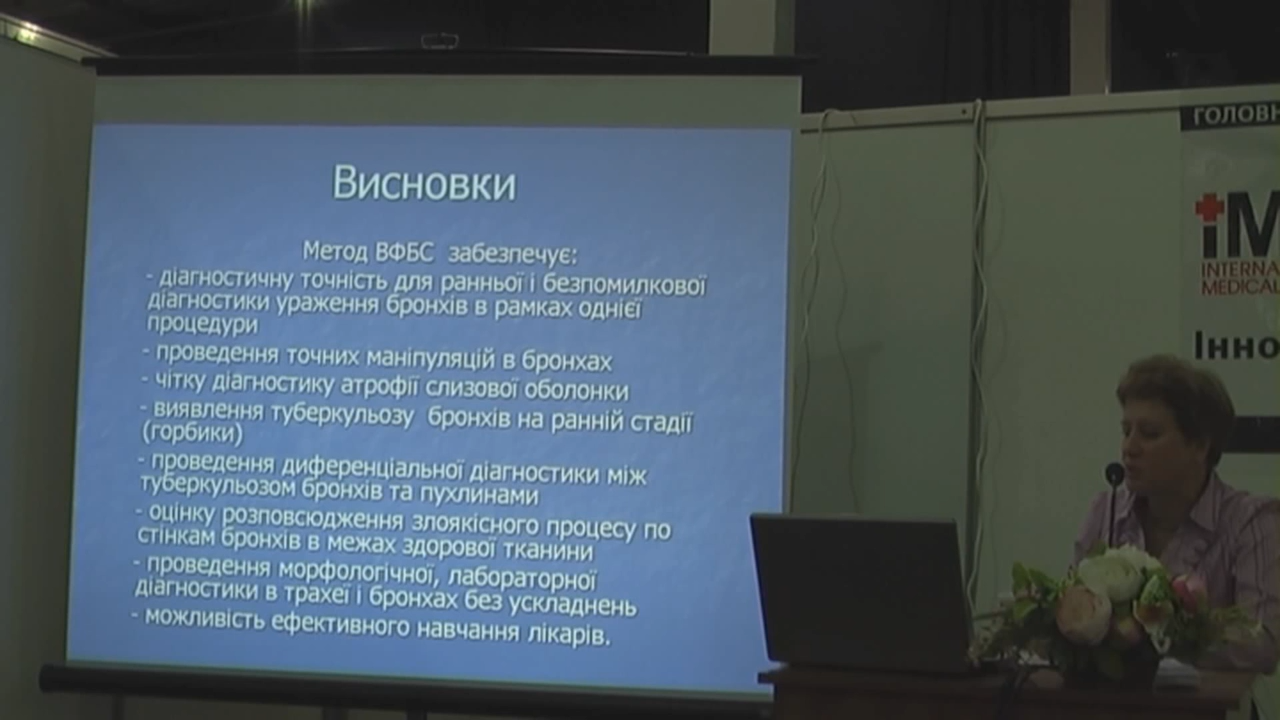 Висновки
Метод ВФБС забезпечує:
- діагностичну точність для ранньої і безпомилкової
діагностики ураження бронхів в рамках однієї
процедури
- проведення точних маніпуляцій в бронхах
- чітку діагностику атрофії слизової оболонки
- виявлення туберкульозу бронхів на ранній стадії
(горбики)
- проведення диференціальної діагностики між
туберкульозом бронхів та пухлинами
- оцінку розповсюдження злоякісного процесу по
стінкам бронхів в межах здорової тканини
- проведення морфологічної, лабораторної
діагностики в трахеї і бронхах без ускладнень
- можливість ефективного навчання лікарів.
ГОЛОВН
iM
INTERNA
MEDICAL
Інно